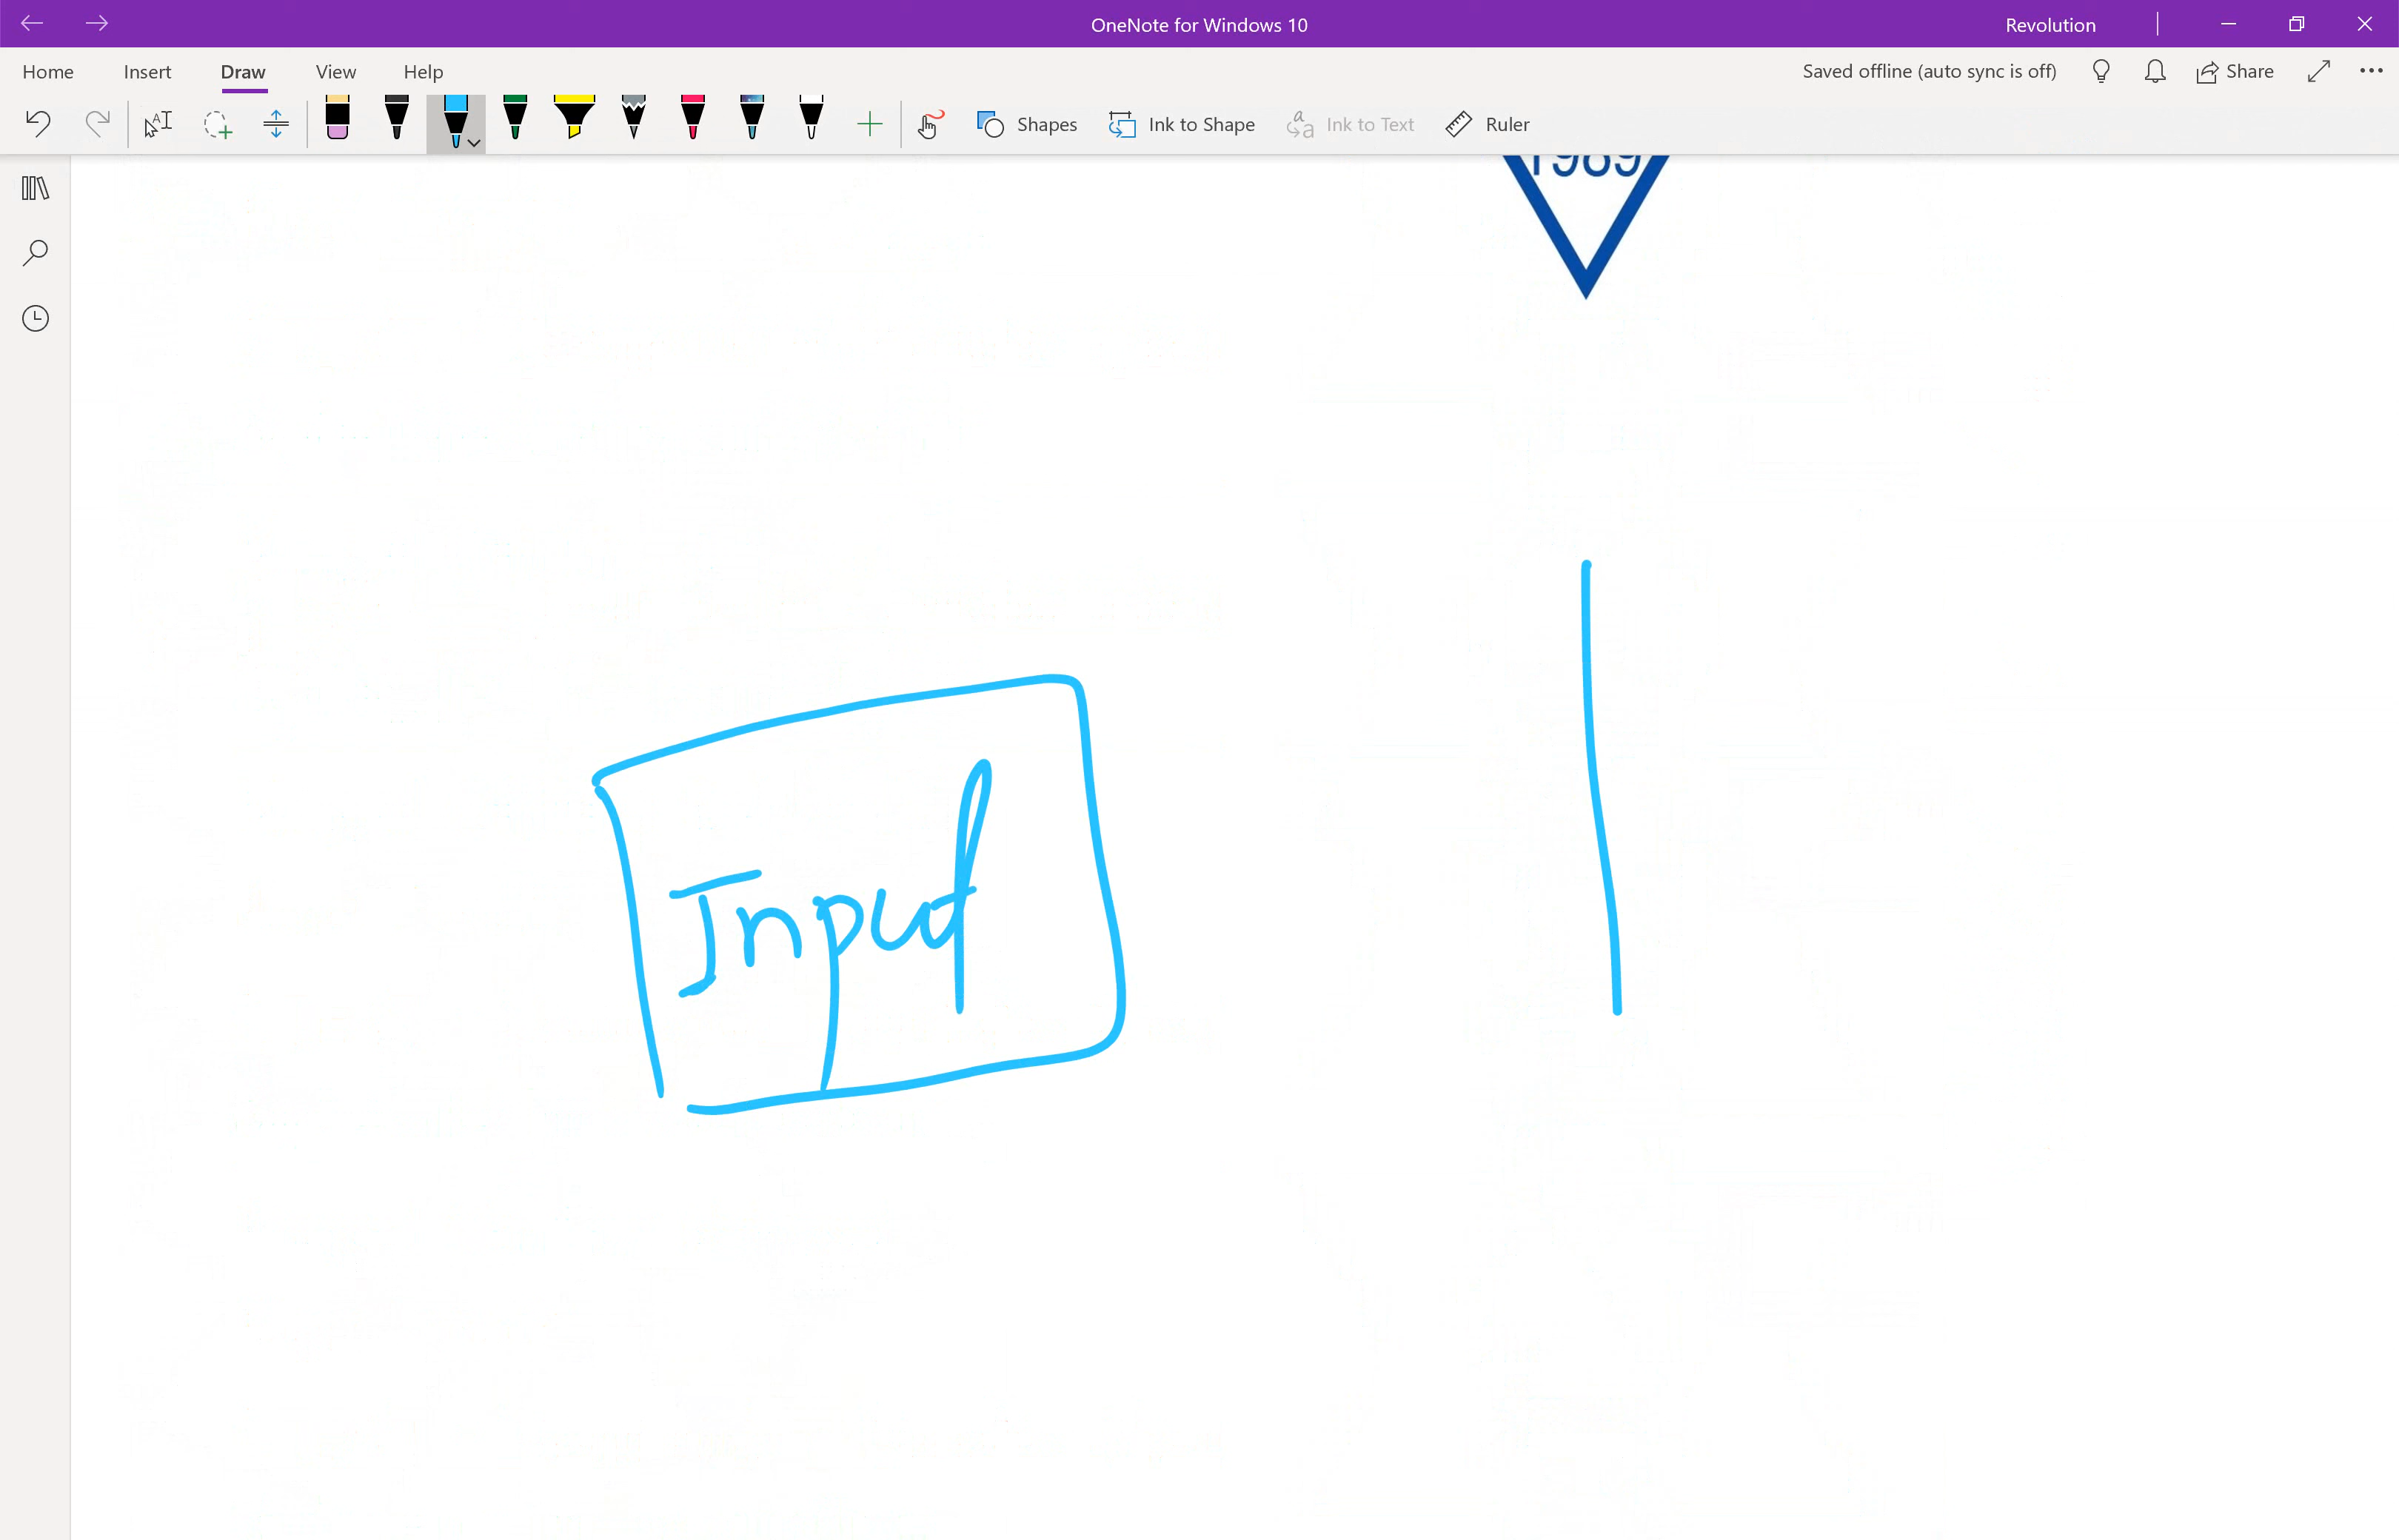 OneNote for Windows 10
Revolution
Home Insert Draw View Help
Saved offline (auto sync is off) Share
Shapes Ink to Shape Ink to Text Ruler
1989
Input